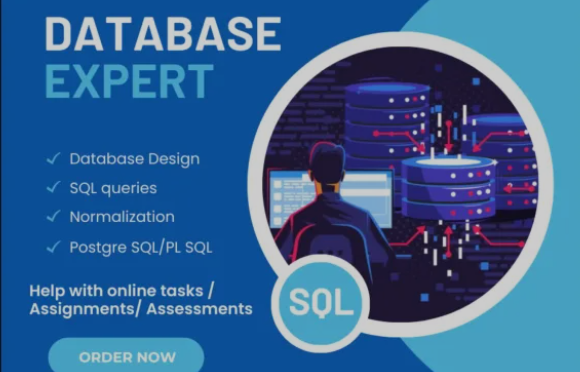 DATABASE
EXPERT
Database Design
SQL queries
Normalization
Postgre SQL/PL SQL
Help with online tasks /
Assignments/ Assessments
SQL
ORDER NOW